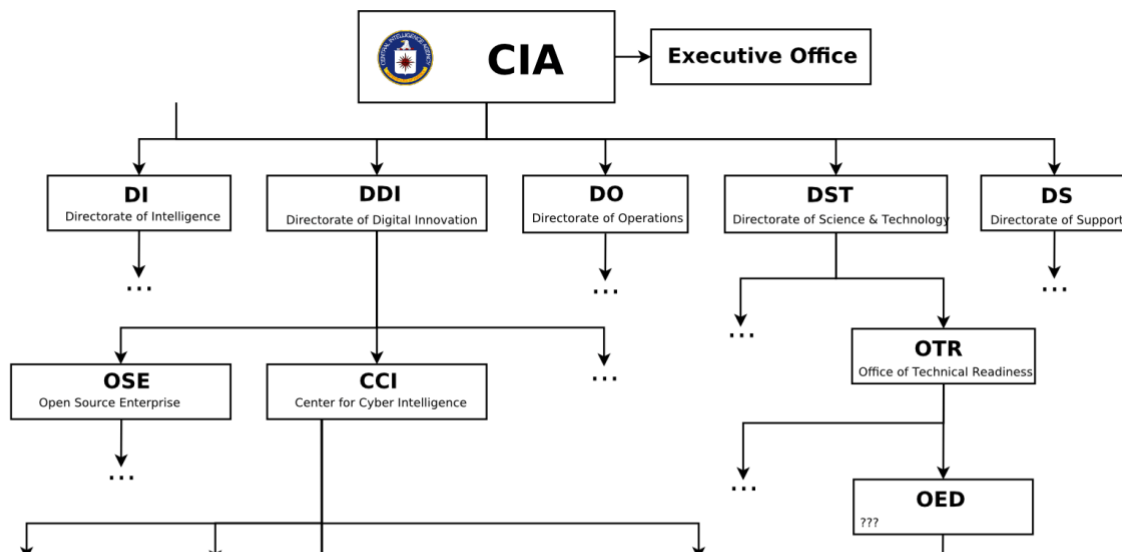 CIA
Executive Office
DI
Directorate of Intelligence
DDI
Directorate of Digital Innovation
DO
Directorate of Operations
DST
Directorate of Science & Technology
DS
Directorate of Support
...
...
...
...
...
OTR
Office of Technical Readiness
OSE
Open Source Enterprise
CCI
Center for Cyber Intelligence
...
...
OED
???